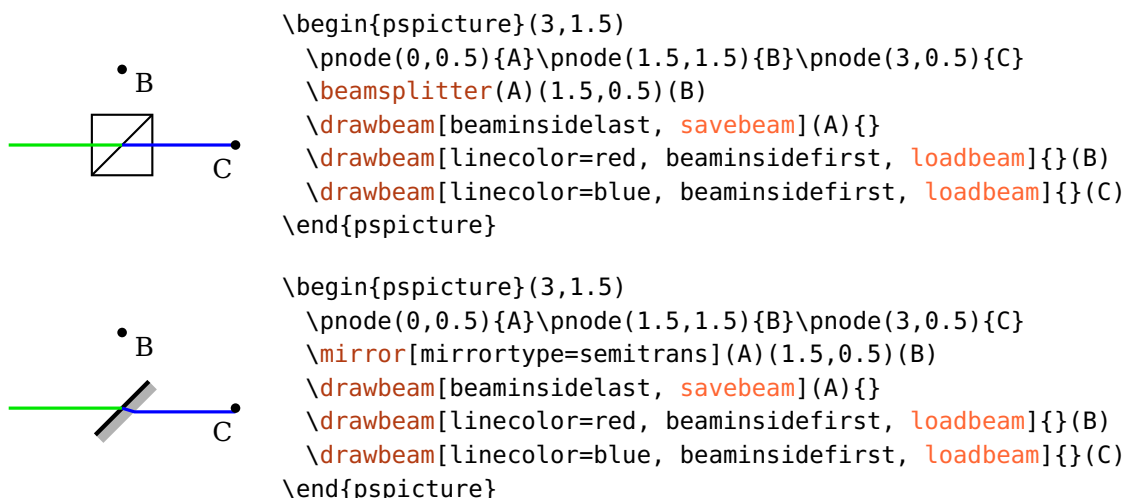 B
C
\begin{pspicture}(3,1.5)
  \pnode(0,0.5){A}\pnode(1.5,1.5){B}\pnode(3,0.5){C}
  \beamsplitter(A)(1.5,0.5)(B)
  \drawbeam[beaminsidelast, savebeam](A){}
  \drawbeam[linecolor=red, beaminsidefirst, loadbeam]{}(B)
  \drawbeam[linecolor=blue, beaminsidefirst, loadbeam]{}(C)
\end{pspicture}
B
C
\begin{pspicture}(3,1.5)
  \pnode(0,0.5){A}\pnode(1.5,1.5){B}\pnode(3,0.5){C}
  \mirror[mirrortype=semitrans](A)(1.5,0.5)(B)
  \drawbeam[beaminsidelast, savebeam](A){}
  \drawbeam[linecolor=red, beaminsidefirst, loadbeam]{}(B)
  \drawbeam[linecolor=blue, beaminsidefirst, loadbeam]{}(C)
\end{pspicture}